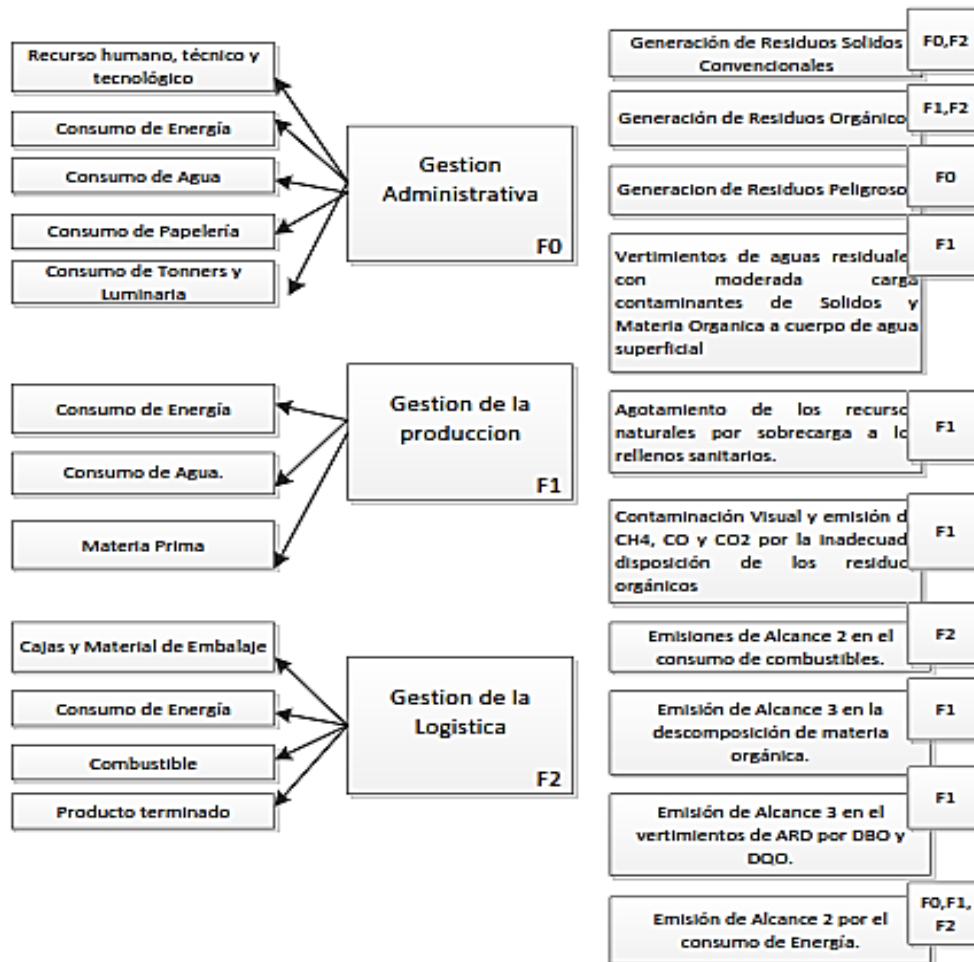 Recurso humano, técnico y
tecnológico
Consumo de Energía
Consumo de Agua
Consumo de Papelería
Consumo de Tonners y
Luminaria
Gestion
Administrativa
F0
Consumo de Energía
Consumo de Agua.
Materia Prima
Gestion de la
produccion
F1
Cajas y Material de Embalaje
Consumo de Energía
Combustible
Producto terminado
Gestion de la
Logistica
F2
Generación de Residuos Solidos
Convencionales
F0,F2
Generación de Residuos Orgánico
F1,F2
Generacion de Residuos Peligroso
F0
Vertimientos de aguas residuale
con moderada carga
contaminantes de Solidos y
Materia Organica a cuerpo de agua
superficial
F1
Agotamiento de los recurso
naturales por sobrecarga a lo
rellenos sanitarios.
F1
Contaminación Visual y emisión d
CH4, CO y CO2 por la inadecuad
disposición de los residuo
orgánicos
F1
Emisiones de Alcance 2 en el
consumo de combustibles.
F2
Emisión de Alcance 3 en la
descomposición de materia
orgánica.
F1
Emisión de Alcance 3 en el
vertimientos de ARD por DBO y
DQO.
F1
Emisión de Alcance 2 por el
consumo de Energía.
F0,F1,
F2